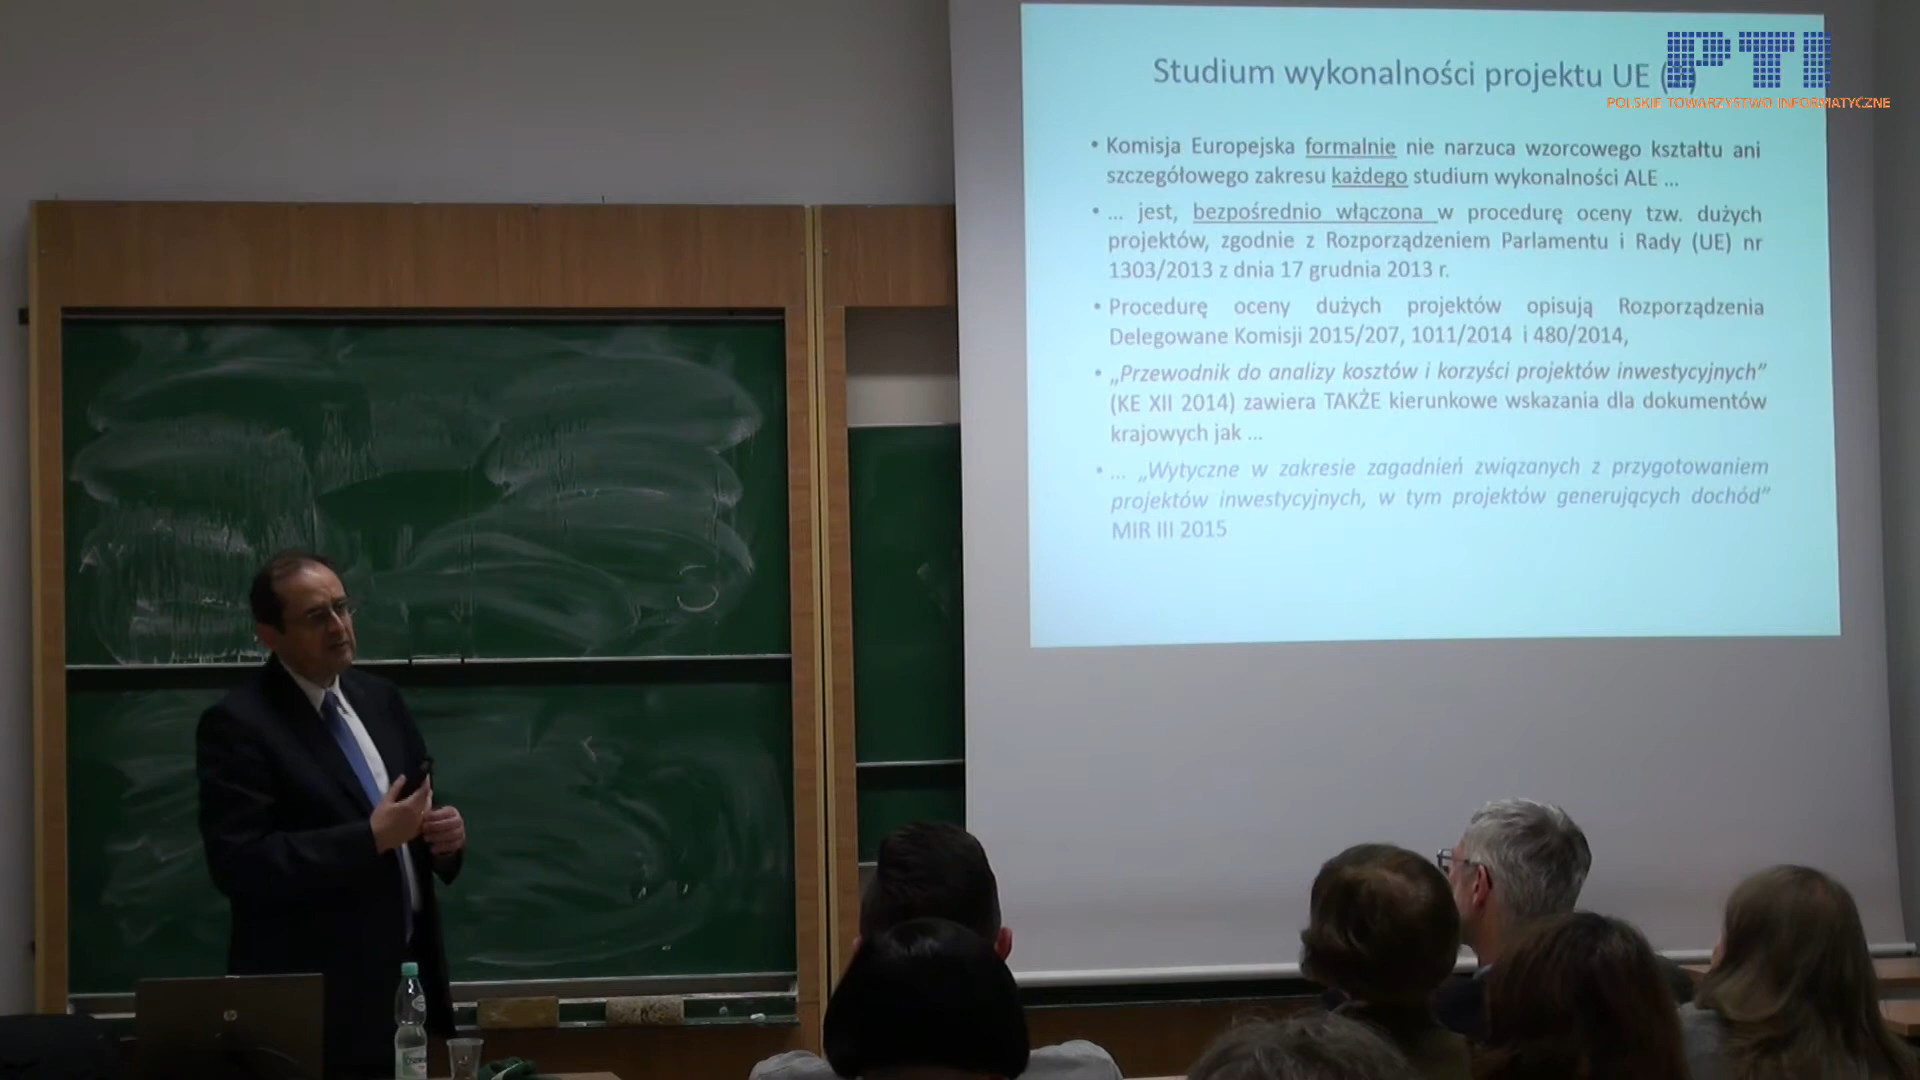 Studium wykonalności projektu UE
PTI
POLSKIE TOWARZYSTWO INFORMATYCZNE
• Komisja Europejska formalnie nie narzuca wzorcowego kształtu ani
szczegółowego zakresu każdego studium wykonalności ALE ...
• ... jest, bezpośrednio włączona w procedurę oceny tzw. dużych
projektów, zgodnie z Rozporządzeniem Parlamentu i Rady (UE) nr
1303/2013 z dnia 17 grudnia 2013 r.
• Procedurę oceny dużych projektów opisują Rozporządzenia
Delegowane Komisji 2015/207, 1011/2014 i 480/2014,
• „Przewodnik do analizy kosztów i korzyści projektów inwestycyjnych”
(KE XII 2014) zawiera TAKŻE kierunkowe wskazania dla dokumentów
krajowych jak ...
• ... „Wytyczne w zakresie zagadnień związanych z przygotowaniem
projektów inwestycyjnych, w tym projektów generujących dochód”
MIR III 2015
hp